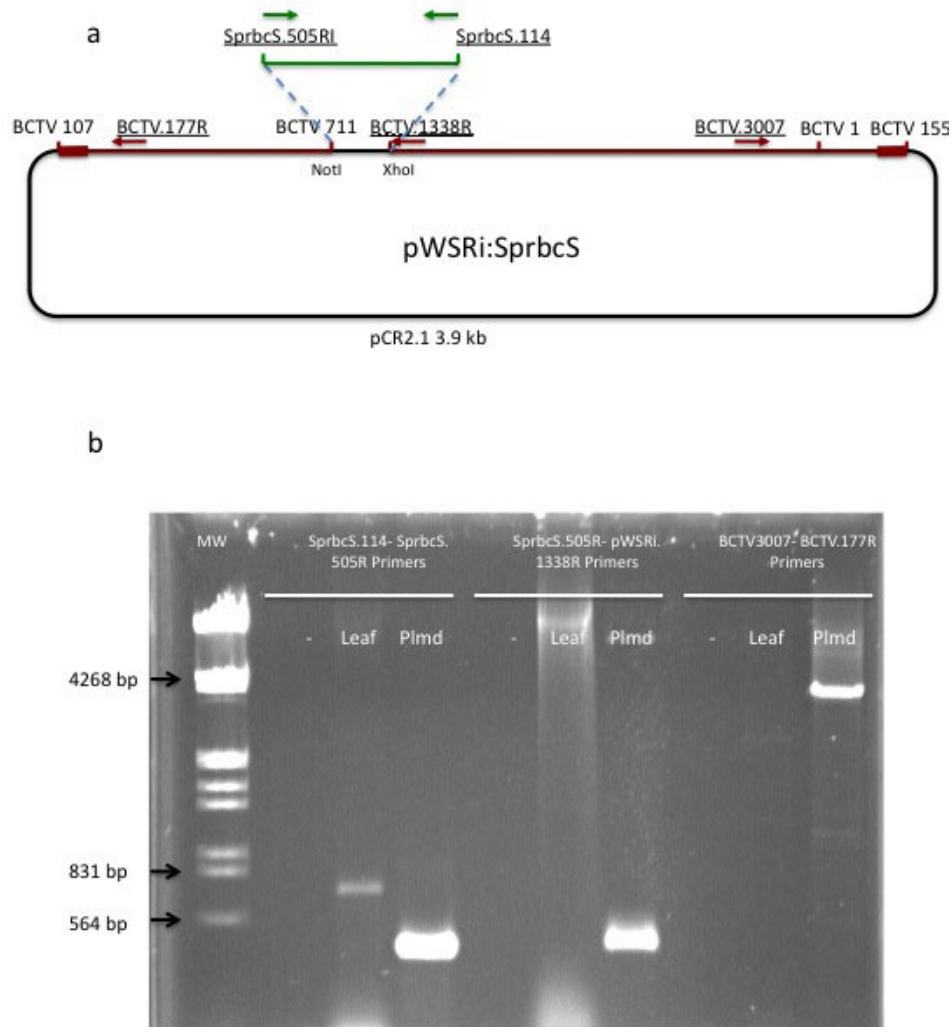 a
SprbcS.505RI
SprbcS.114
BCTV 107
BCTV.177R
BCTV 711
BCTV.1338R
BCTV.3007
BCTV 1
BCTV 155
NotI
XhoI
pWSRi:SprbcS
pCR2.1 3.9 kb
b
MW
SprbcS.114- SprbcS.
505R Primers
SprbcS.505R- pWSRi.
1338R Primers
BCTV3007- BCTV.177R
Primers
- Leaf Plmd
- Leaf Plmd
- Leaf Plmd
4268 bp
831 bp
564 bp